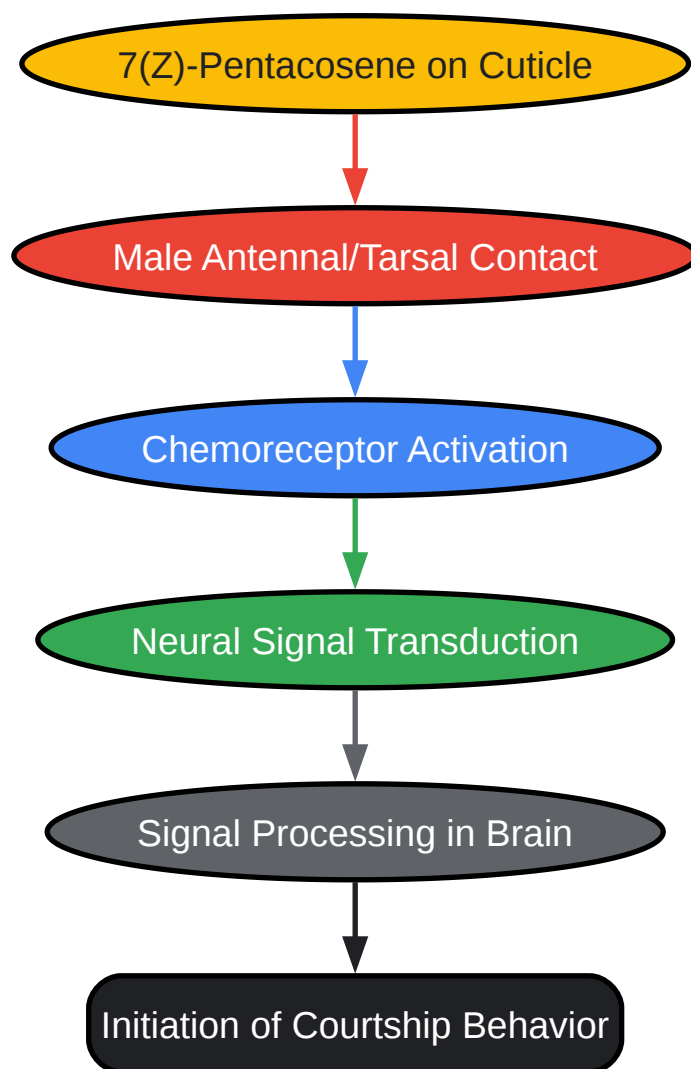 7(Z)-Pentacosene on Cuticle
Male Antennal/Tarsal Contact
Chemoreceptor Activation
Neural Signal Transduction
Signal Processing in Brain
Initiation of Courtship Behavior